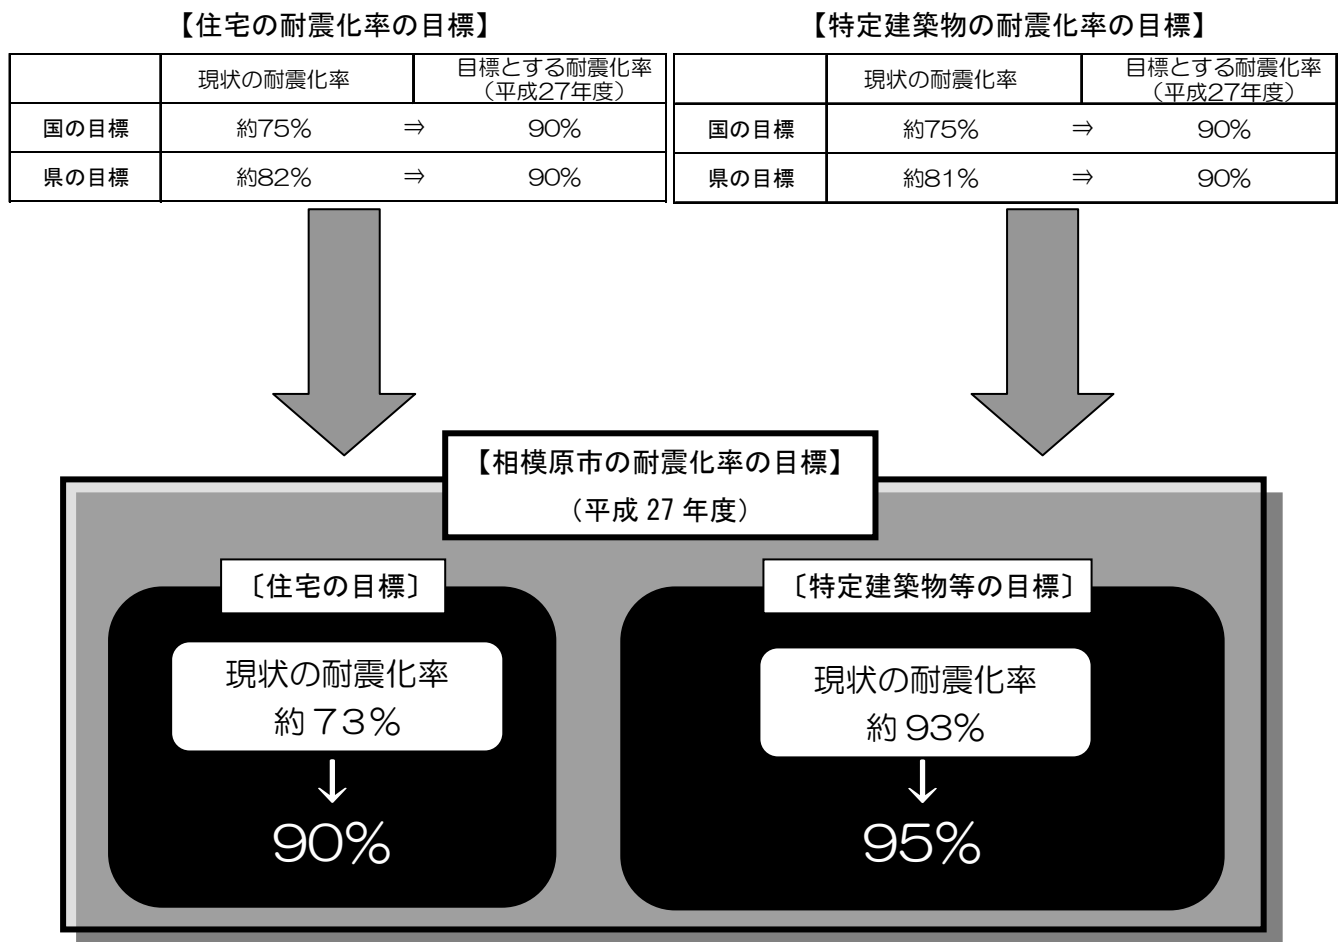 【住宅の耐震化率の目標】
現状の耐震化率 目標とする耐震化率
（平成27年度）
国の目標 約75% ⇒ 90%
県の目標 約82% ⇒ 90%
【特定建築物の耐震化率の目標】
現状の耐震化率 目標とする耐震化率
（平成27年度）
国の目標 約75% ⇒ 90%
県の目標 約81% ⇒ 90%
【相模原市の耐震化率の目標】
（平成 27 年度）
〔住宅の目標〕
現状の耐震化率
約 73%
↓
90%
〔特定建築物等の目標〕
現状の耐震化率
約 93%
↓
95%